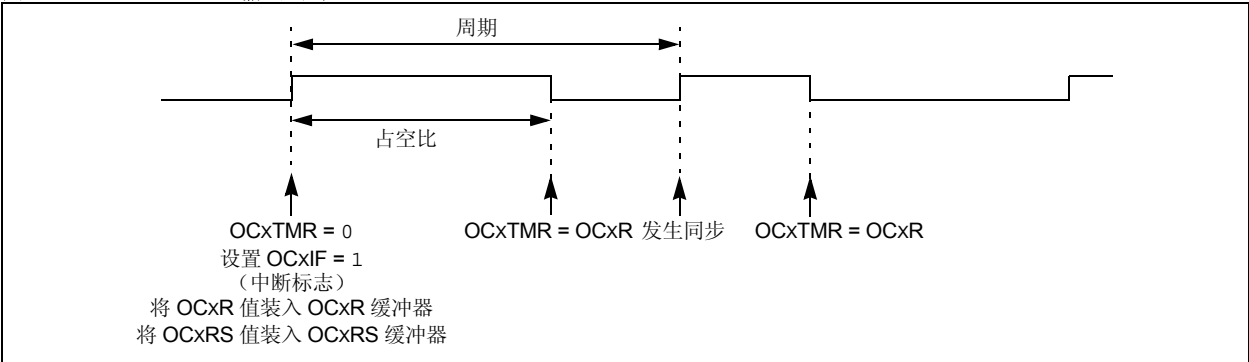 周期
占空比
OCxTMR = 0
设置 OCxIF = 1
（中断标志）
将 OCxR 值装入 OCxR 缓冲器
将 OCxRS 值装入 OCxRS 缓冲器
OCxTMR = OCxR
发生同步
OCxTMR = OCxR